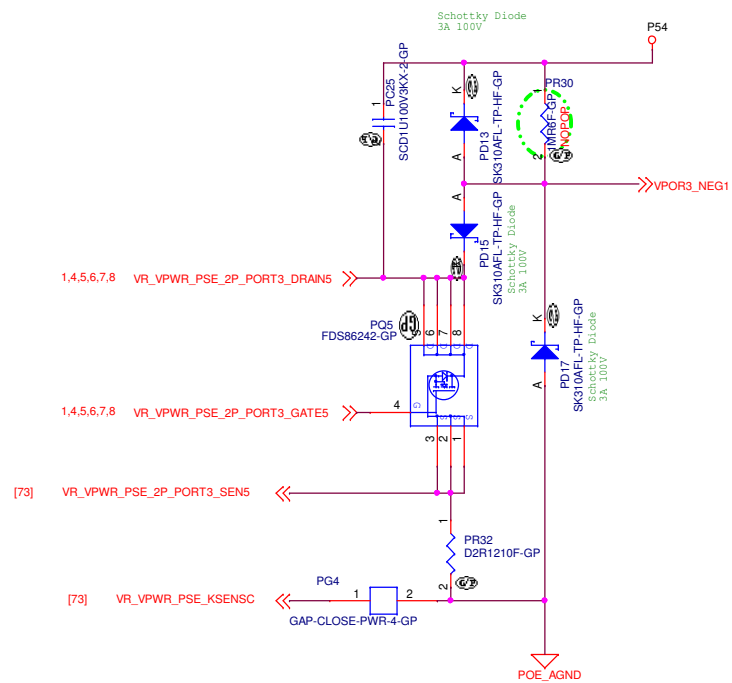 Schottky Diode
3A 100V
P54
1
PC25
SCD1U100V3KX-2-GP
K
A
PD13
SK310AFL-TP-HF-GP
1
2
PR30
1MR6F-GP
NOPOP
VPOR3_NEG1
A
PD15
SK310AFL-TP-HF-GP
Schottky Diode
3A 100V
1,4,5,6,7,8
VR_VPWR_PSE_2P_PORT3_DRAIN5
PQ5
FDS86242-GP
5
6
7
8
D
D
D
D
K
A
PD17
SK310AFL-TP-HF-GP
Schottky Diode
3A 100V
1,4,5,6,7,8
VR_VPWR_PSE_2P_PORT3_GATE5
4
G
S
S
S
3
2
1
[73]
VR_VPWR_PSE_2P_PORT3_SEN5
1
2
PR32
D2R1210F-GP
PG4
[73]
VR_VPWR_PSE_KSENSC
1
2
GAP-CLOSE-PWR-4-GP
POE_AGND